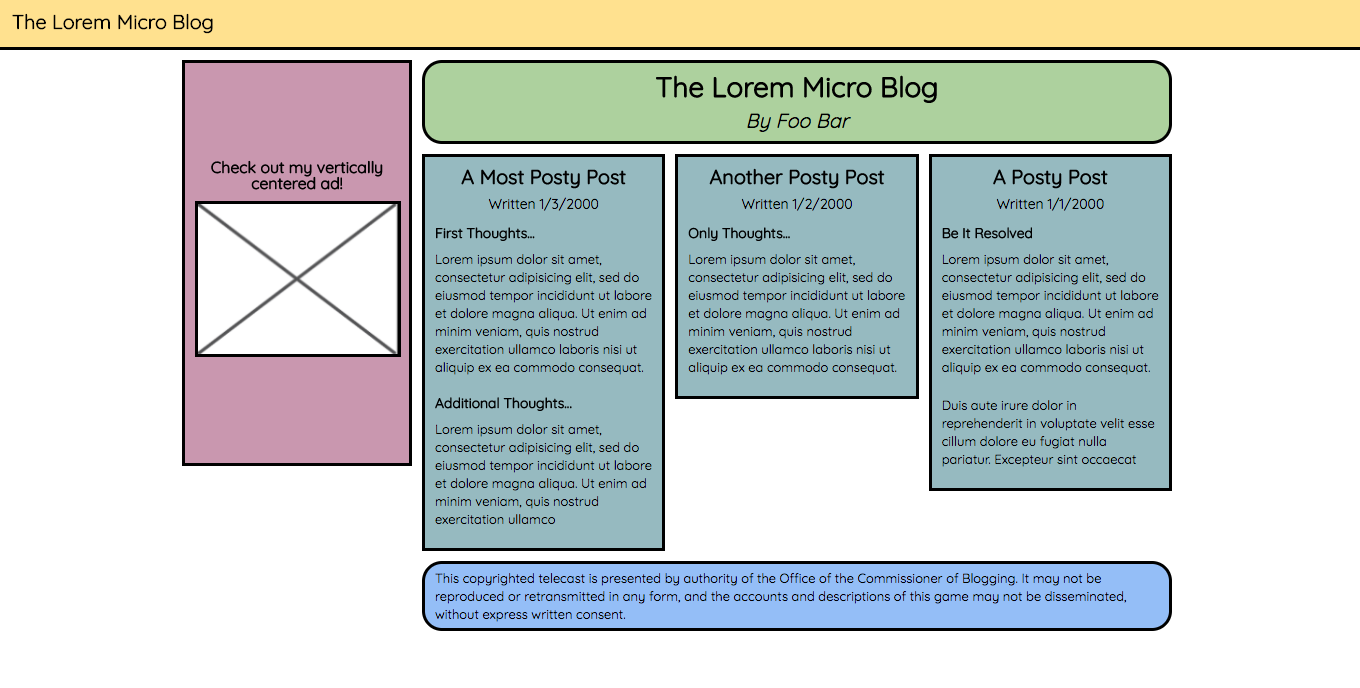 The Lorem Micro Blog
Check out my vertically
centered ad!
The Lorem Micro Blog
By Foo Bar
A Most Posty Post
Written 1/3/2000
First Thoughts...
Lorem ipsum dolor sit amet,
consectetur adipisicing elit, sed do
eiusmod tempor incididunt ut labore
et dolore magna aliqua. Ut enim ad
minim veniam, quis nostrud
exercitation ullamco laboris nisi ut
aliquip ex ea commodo consequat.
Additional Thoughts...
Lorem ipsum dolor sit amet,
consectetur adipisicing elit, sed do
eiusmod tempor incididunt ut labore
et dolore magna aliqua. Ut enim ad
minim veniam, quis nostrud
exercitation ullamco
Another Posty Post
Written 1/2/2000
Only Thoughts...
Lorem ipsum dolor sit amet,
consectetur adipisicing elit, sed do
eiusmod tempor incididunt ut labore
et dolore magna aliqua. Ut enim ad
minim veniam, quis nostrud
exercitation ullamco laboris nisi ut
aliquip ex ea commodo consequat.
A Posty Post
Written 1/1/2000
Be It Resolved
Lorem ipsum dolor sit amet,
consectetur adipisicing elit, sed do
eiusmod tempor incididunt ut labore
et dolore magna aliqua. Ut enim ad
minim veniam, quis nostrud
exercitation ullamco laboris nisi ut
aliquip ex ea commodo consequat.
Duis aute irure dolor in
reprehenderit in voluptate velit esse
cillum dolore eu fugiat nulla
pariatur. Excepteur sint occaecat
This copyrighted telecast is presented by authority of the Office of the Commissioner of Blogging. It may not be
reproduced or retransmitted in any form, and the accounts and descriptions of this game may not be disseminated,
without express written consent.